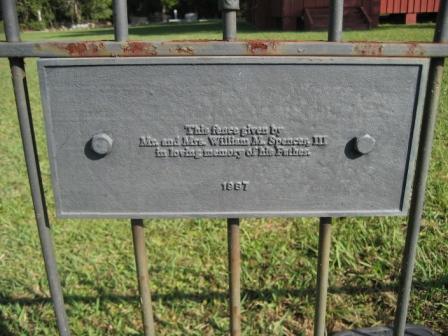 This fence given by
Mr. and Mrs. William M. Spencer, III
in loving memory of his Father.
1987